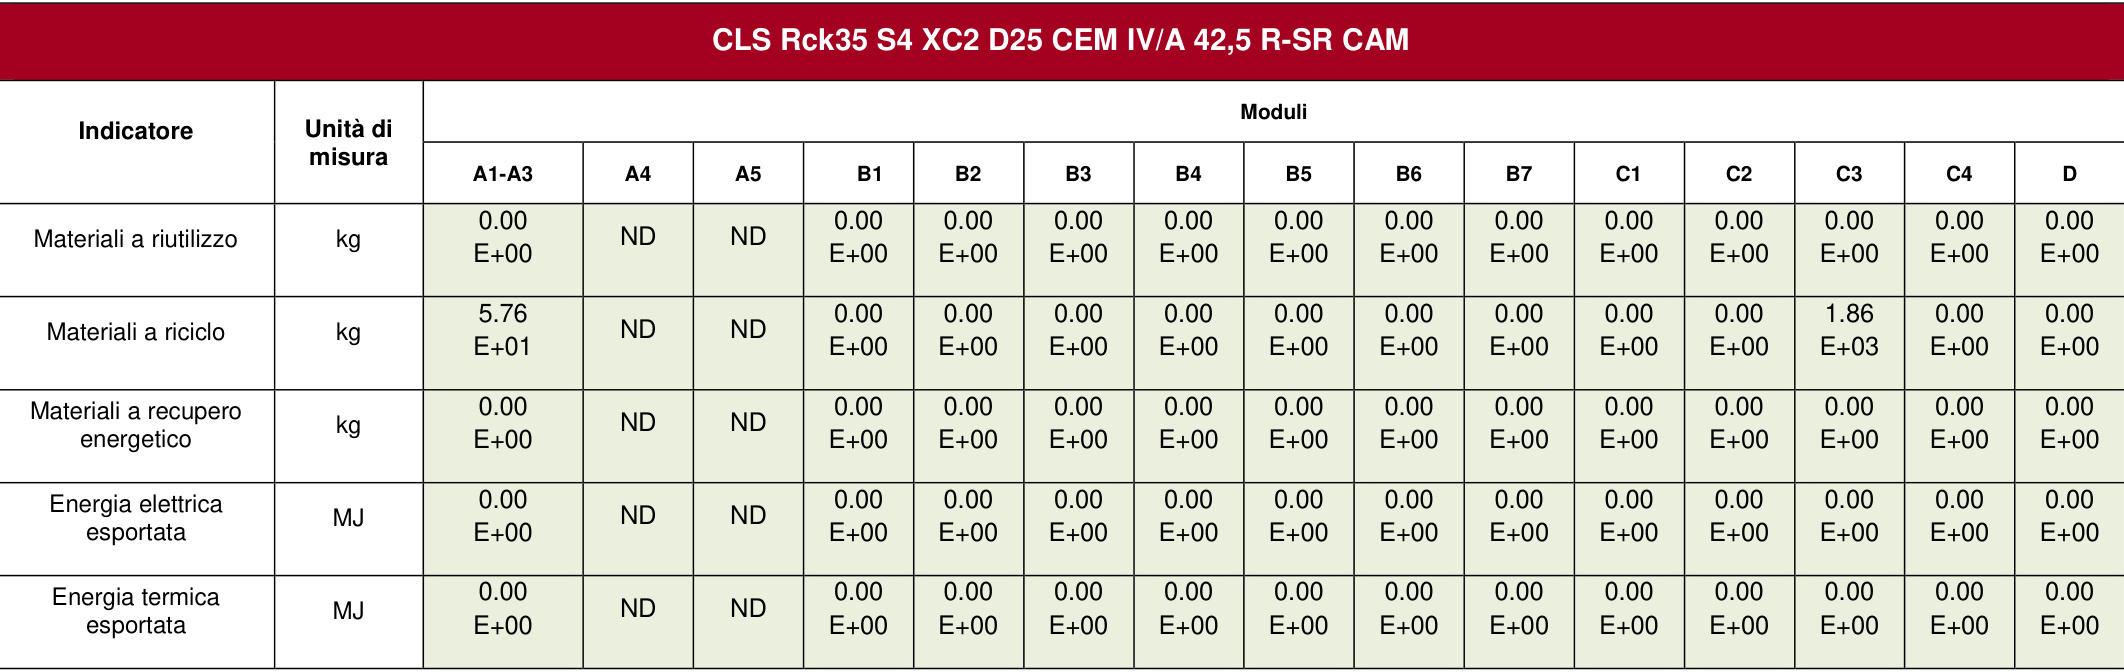 CLS Rck35 S4 XC2 D25 CEM IV/A 42,5 R-SR CAM
Indicatore Unità di misura Moduli
A1-A3 A4 A5 B1 B2 B3 B4 B5 B6 B7 C1 C2 C3 C4 D
Materiali a riutilizzo kg 0.00 E+00 ND ND 0.00 E+00 0.00 E+00 0.00 E+00 0.00 E+00 0.00 E+00 0.00 E+00 0.00 E+00 0.00 E+00 0.00 E+00 0.00 E+00 0.00 E+00 0.00 E+00
Materiali a riciclo kg 5.76 E+01 ND ND 0.00 E+00 0.00 E+00 0.00 E+00 0.00 E+00 0.00 E+00 0.00 E+00 0.00 E+00 0.00 E+00 0.00 E+00 1.86 E+03 0.00 E+00 0.00 E+00
Materiali a recupero energetico kg 0.00 E+00 ND ND 0.00 E+00 0.00 E+00 0.00 E+00 0.00 E+00 0.00 E+00 0.00 E+00 0.00 E+00 0.00 E+00 0.00 E+00 0.00 E+00 0.00 E+00 0.00 E+00
Energia elettrica esportata MJ 0.00 E+00 ND ND 0.00 E+00 0.00 E+00 0.00 E+00 0.00 E+00 0.00 E+00 0.00 E+00 0.00 E+00 0.00 E+00 0.00 E+00 0.00 E+00 0.00 E+00 0.00 E+00
Energia termica esportata MJ 0.00 E+00 ND ND 0.00 E+00 0.00 E+00 0.00 E+00 0.00 E+00 0.00 E+00 0.00 E+00 0.00 E+00 0.00 E+00 0.00 E+00 0.00 E+00 0.00 E+00 0.00 E+00